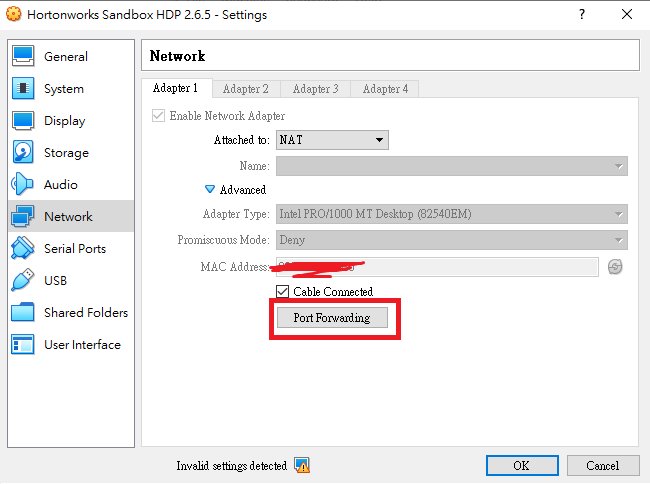 Hortonworks Sandbox HDP 2.6.5 - Settings
?
General
System
Display
Storage
Audio
Network
Serial Ports
USB
Shared Folders
User Interface
Network
Adapter 1 Adapter 2 Adapter 3 Adapter 4
Enable Network Adapter
Attached to: NAT
Name:
Advanced
Adapter Type: Intel PRO/1000 MT Desktop (82540EM)
Promiscuous Mode: Deny
MAC Address:
Cable Connected
Port Forwarding
Invalid settings detected
OK Cancel